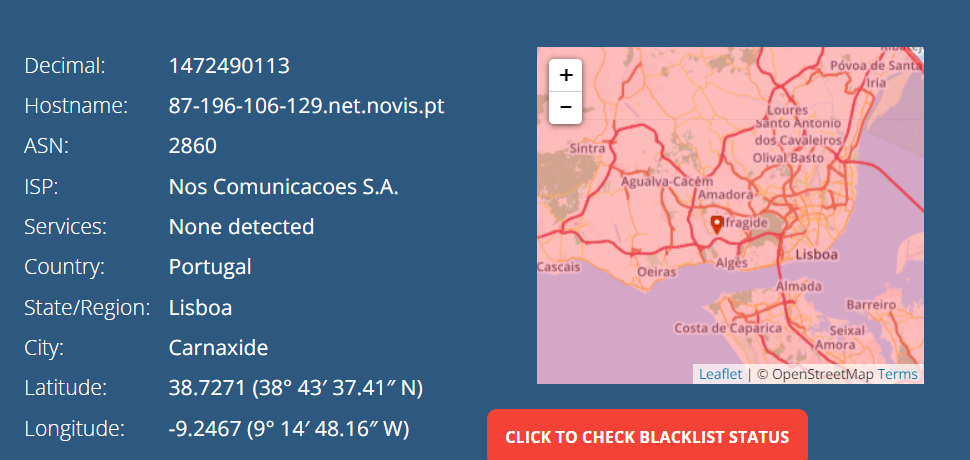 Decimal: 1472490113
Hostname: 87-196-106-129.net.novis.pt
ASN: 2860
ISP: Nos Comunicacoes S.A.
Services: None detected
Country: Portugal
State/Region: Lisboa
City: Carnaxide
Latitude: 38.7271 (38° 43′ 37.41″ N)
Longitude: -9.2467 (9° 14′ 48.16″ W)
+
−
Póvoa de Santa
Iria
Loures
Santo Antonio
dos Cavaleiros
Olival Basto
Sintra
Agualva-Cacém
Amadora
lfragide
Lisboa
Algés
Cascais
Oeiras
Almada
Barreiro
Costa de Caparica
Seixal
Amora
Leaflet | © OpenStreetMap Terms
CLICK TO CHECK BLACKLIST STATUS